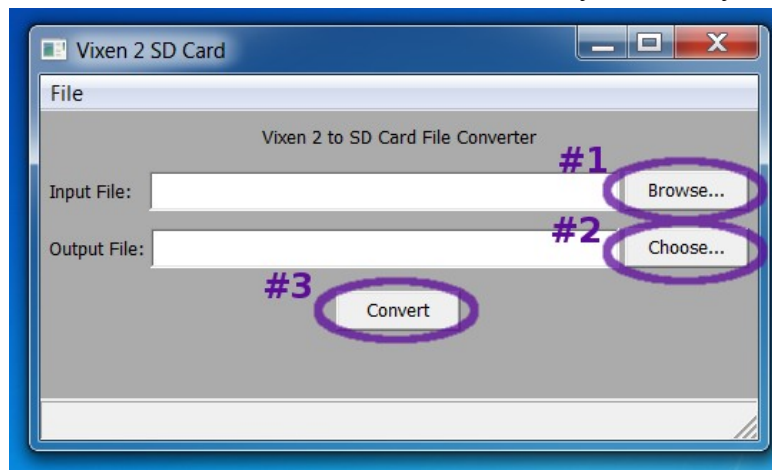 Vixen 2 SD Card
File
Vixen 2 to SD Card File Converter
#1
Input File: Browse...
#2
Output File: Choose...
#3
Convert